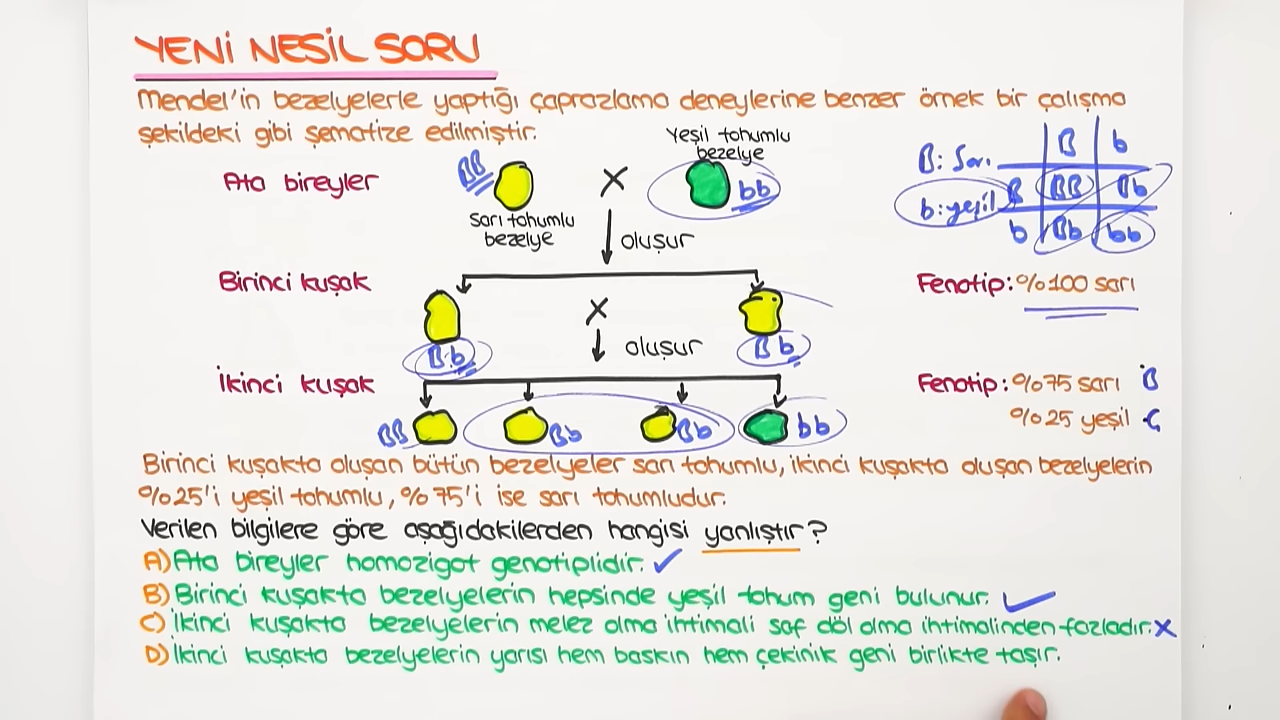 YENİ NESİL SORU
Mendel'in bezelyelerle yaptığı çaprazlama deneylerine benzer örnek bir çalışma
şekildeki gibi şematize edilmiştir.
Yeşil tohumlu
bezelye
Ata bireyler
BB
X
bb
Sarı tohumlu
bezelye
oluşur
B: Sarı
b: yeşil
B b
B BB Bb
b Bb bb
Birinci kuşak
Fenotip: %100 sarı
X
Bb
Bb
oluşur
İkinci kuşak
Fenotip: %75 sarı B
%25 yeşil Ç
BB
Bb
Bb
bb
Birinci kuşakta oluşan bütün bezelyeler sarı tohumlu, ikinci kuşakta oluşan bezelyelerin
%25'i yeşil tohumlu, %75'i ise sarı tohumludur.
Verilen bilgilere göre aşağıdakilerden hangisi yanlıştır?
A) Ata bireyler homozigot genotiplidir. ✓
B) Birinci kuşakta bezelyelerin hepsinde yeşil tohum geni bulunur. ✓
C) İkinci kuşakta bezelyelerin melez olma ihtimali saf döl olma ihtimalinden fazladır. X
D) İkinci kuşakta bezelyelerin yarısı hem baskın hem çekinik geni birlikte taşır.